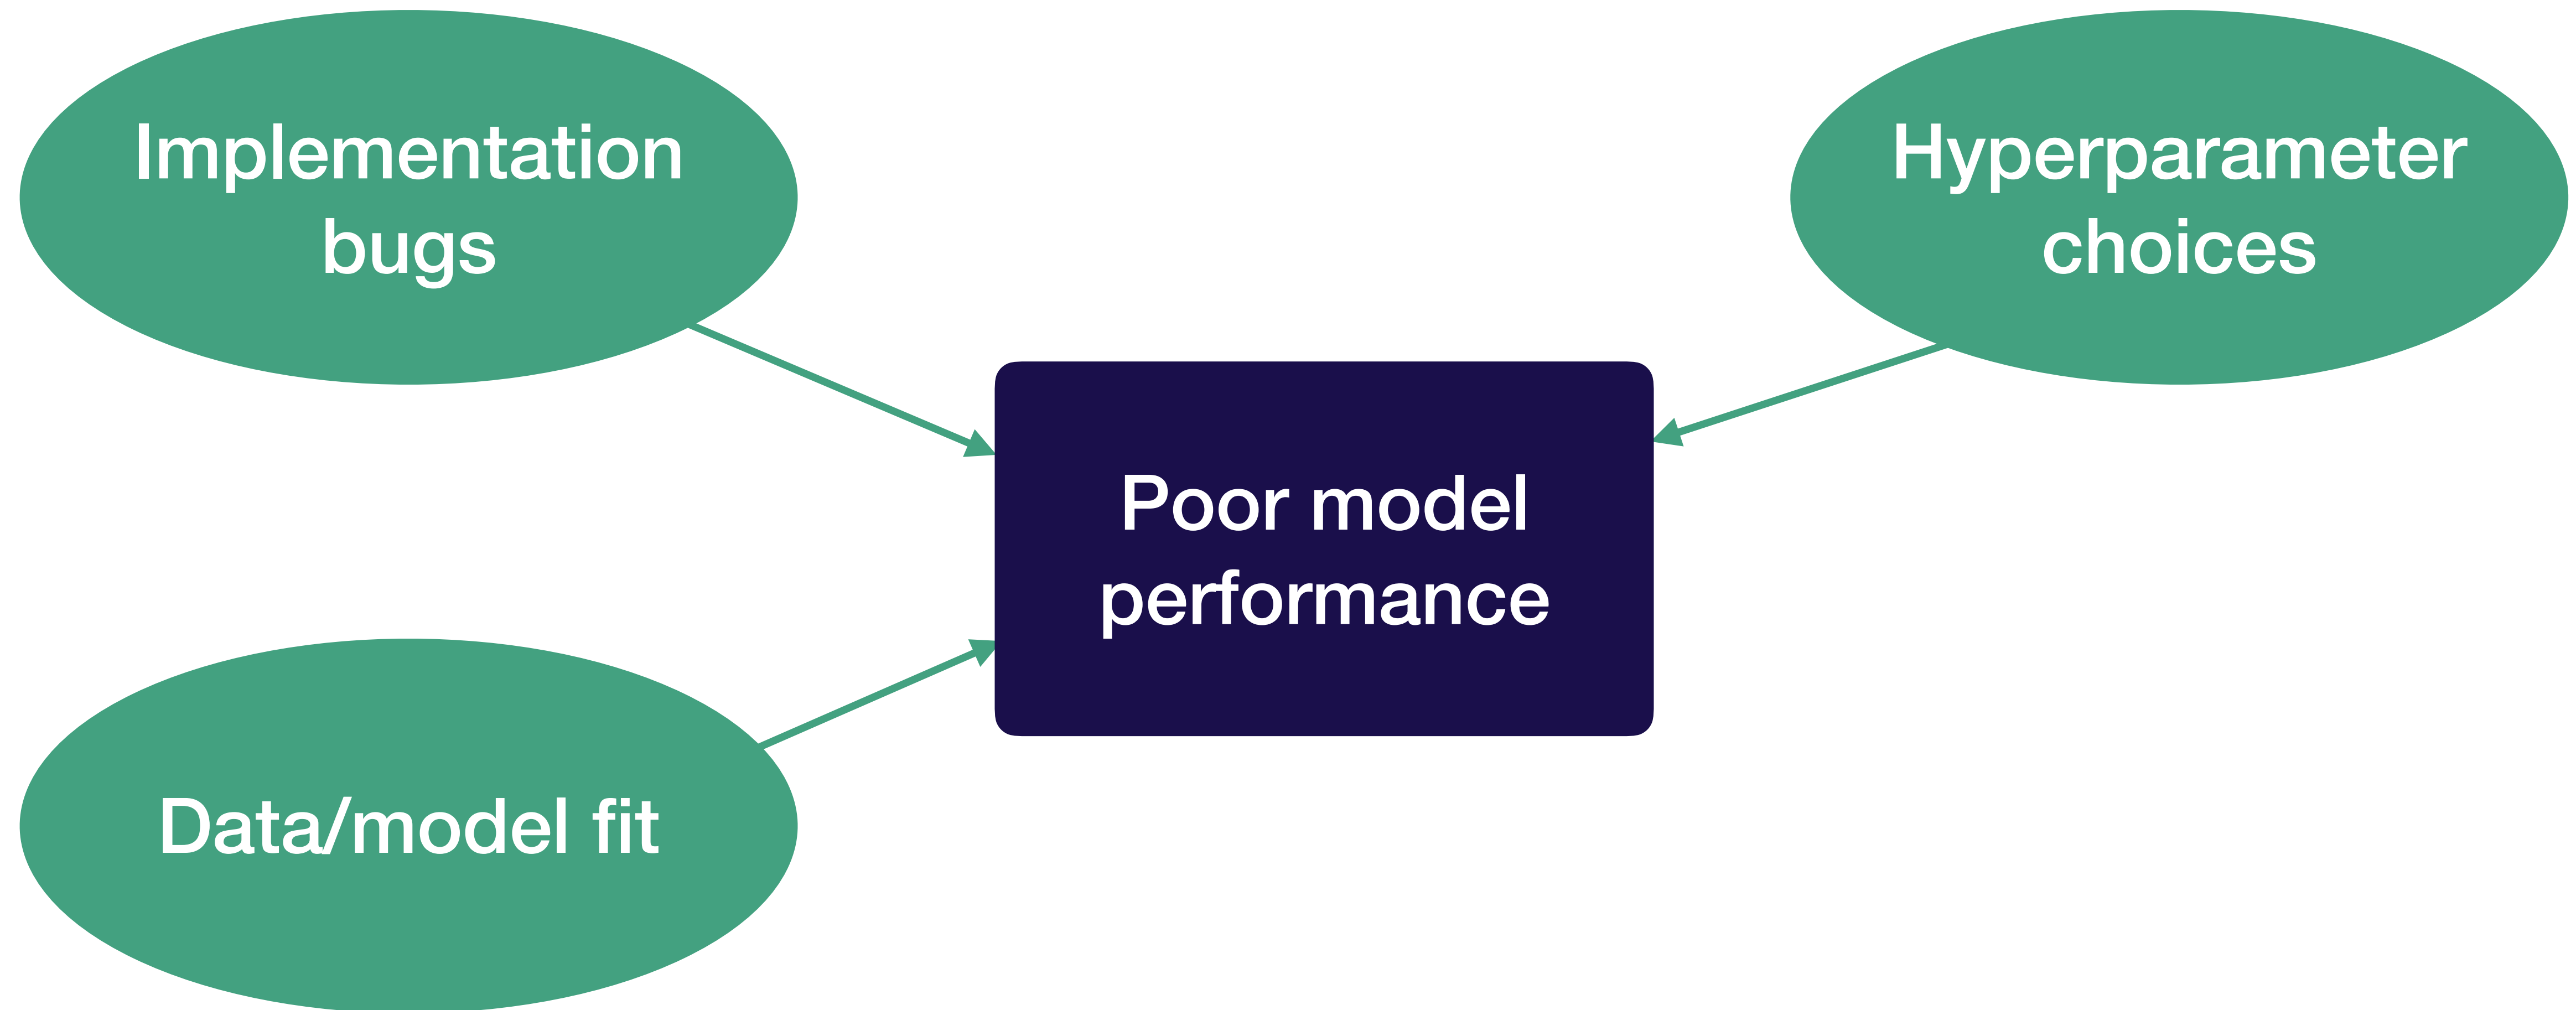 Implementation
bugs
Hyperparameter
choices
Poor model
performance
Data/model fit